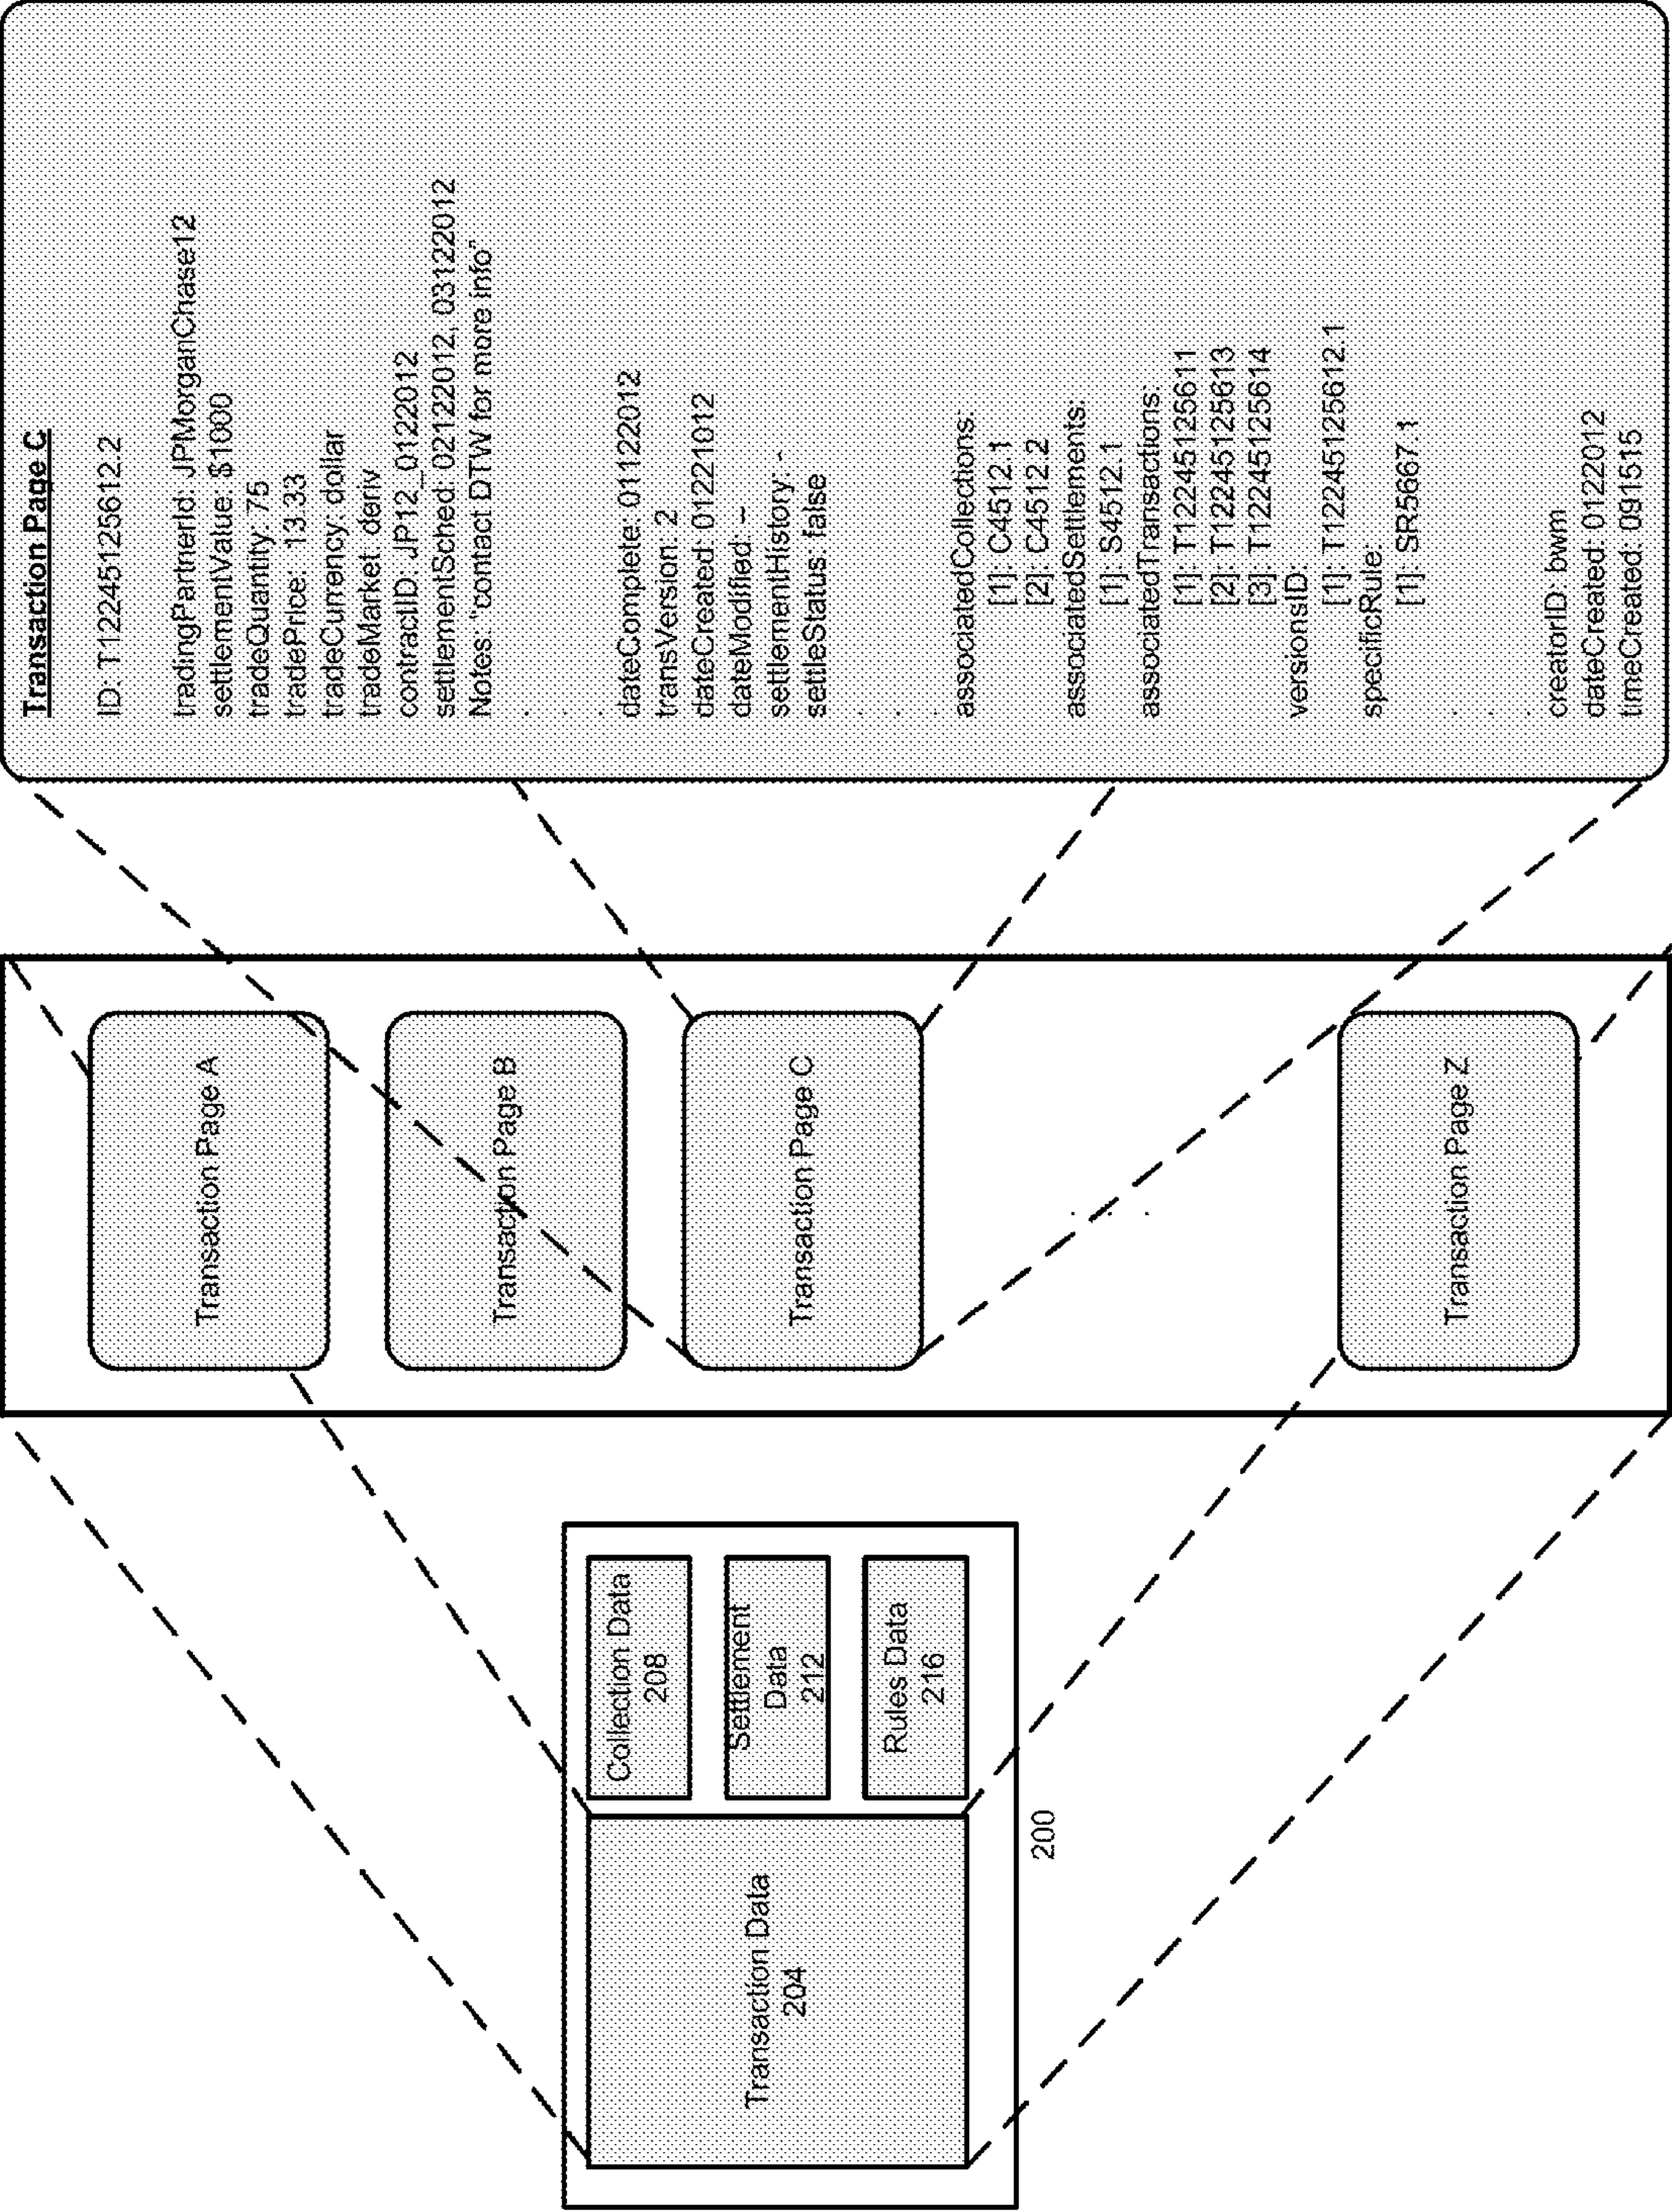 Transaction Data
204
Collection Data
208
Settlement
Data
212
Rules Data
216
200
Transaction Page A
Transaction Page B
Transaction Page C
.
.
.
Transaction Page Z
Transaction Page C
ID: T122451256​12.2
tradingPartnerId: JPMorganChase12
settlementValue: $1000
tradeQuantity: 75
tradePrice: 13.33
tradeCurrency: dollar
tradeMarket: deriv
contractID: JP12_01222012
settlementSched: 02122012, 03122012
Notes: "contact DTW for more info"
.
.
.
dateComplete: 01122012
transVersion: 2
dateCreated: 012221012
dateModified: --
settlementHistory: -
settleStatus: false
.
.
.
associatedCollections:
[1]: C4512.1
[2]: C4512.2
associatedSettlements:
[1]: S4512.1
associatedTransactions:
[1]: T12245125611
[2]: T12245125613
[3]: T12245125614
versionsID:
[1]: T12245125612.1
specificRule:
[1]: SR5667.1
.
.
.
creatorID: bwm
dateCreated: 01222012
timeCreated: 091515